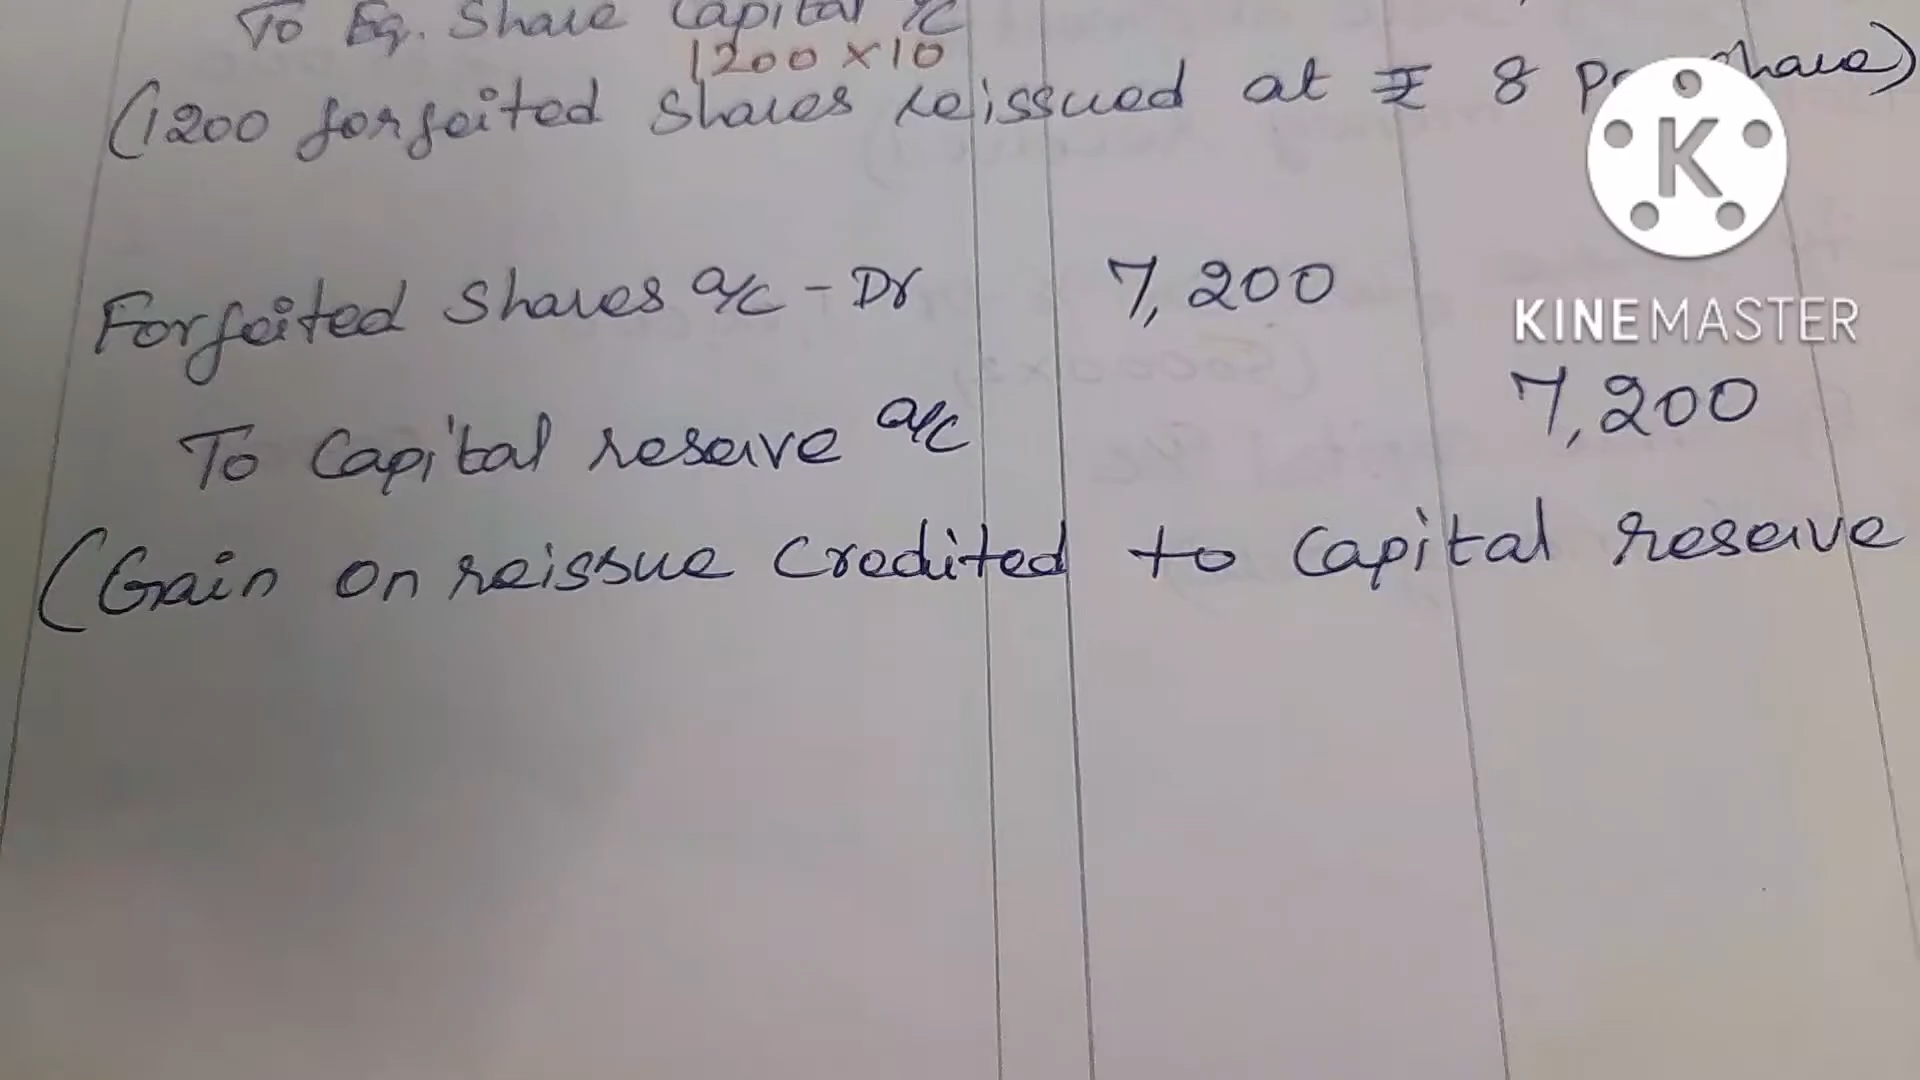 To Eq. Share Capital a/c
1200 × 10
(1200 forfeited shares reissued at ₹ 8 per share)
Forfeited Shares a/c - Dr 7,200
To Capital reserve a/c 7,200
(Gain on reissue Credited to Capital reserve
K
KINEMASTER